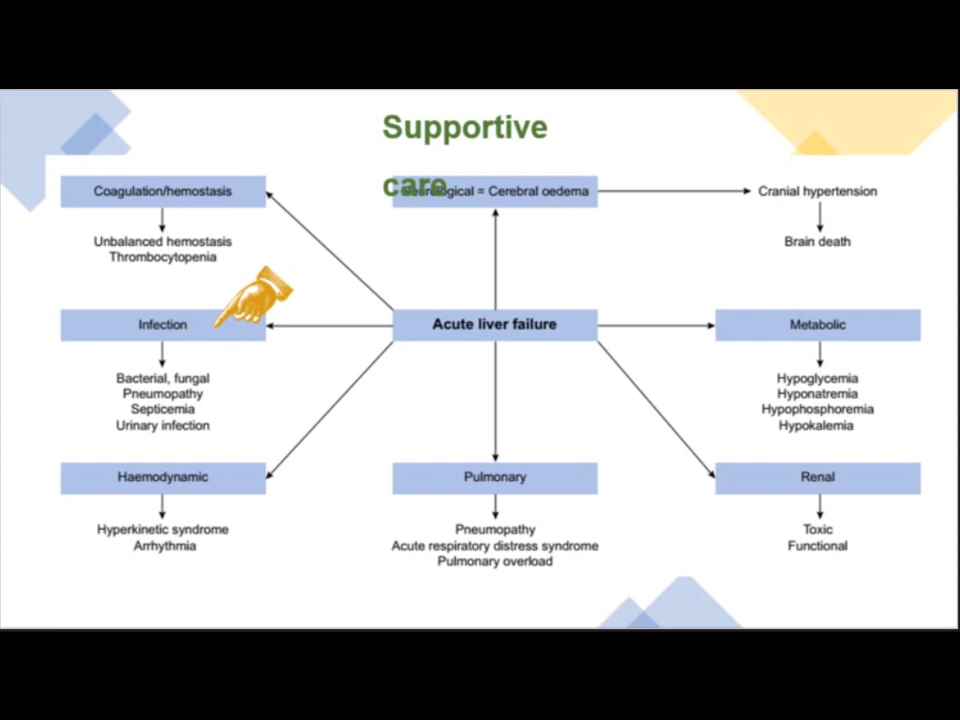 Supportive
care
Coagulation/hemostasis
Neurological = Cerebral oedema
Cranial hypertension
Unbalanced hemostasis
Thrombocytopenia
Brain death
Infection
Acute liver failure
Metabolic
Bacterial, fungal
Pneumopathy
Septicemia
Urinary infection
Hypoglycemia
Hyponatremia
Hypophosphoremia
Hypokalemia
Haemodynamic
Pulmonary
Renal
Hyperkinetic syndrome
Arrhythmia
Pneumopathy
Acute respiratory distress syndrome
Pulmonary overload
Toxic
Functional